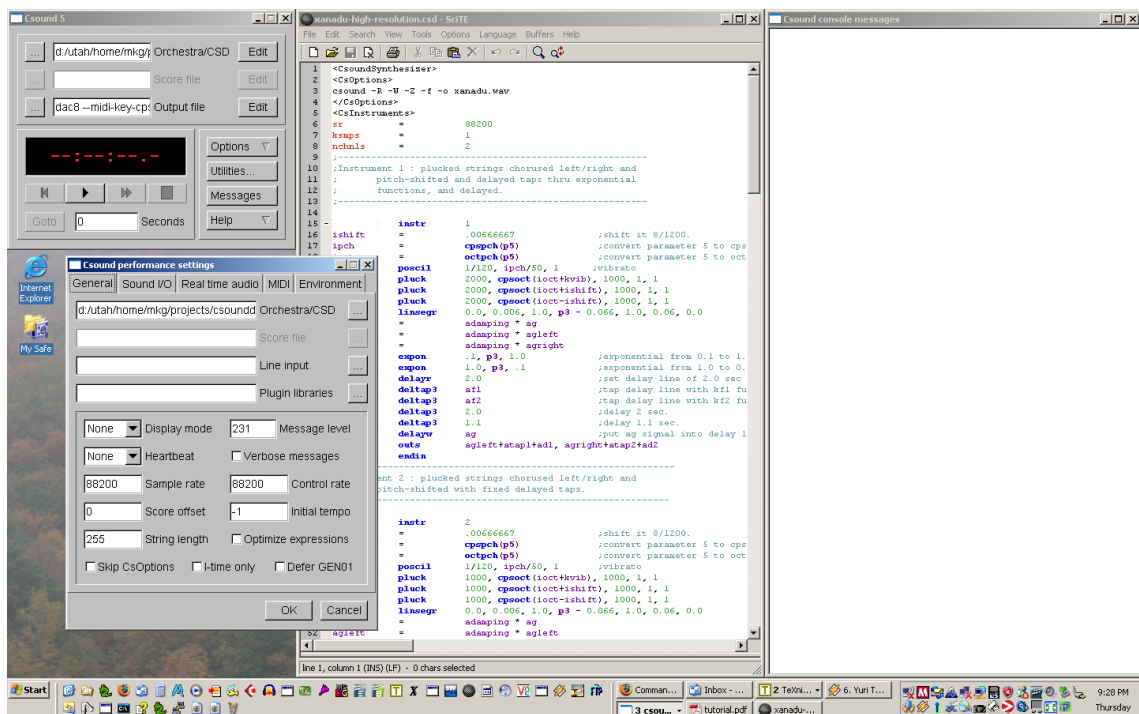 Csound 5
... d:/utah/home/mkg/p Orchestra/CSD Edit
... Score file Edit
... dac8 --midi-key-cps Output file Edit
--:--:--.-
Options
Utilities...
Messages
Help
Goto 0 Seconds
Internet
Explorer
My Safe
Csound performance settings
General Sound I/O Real time audio MIDI Environment
d:/utah/home/mkg/projects/csoundd Orchestra/CSD ...
Score file ...
Line input ...
Plugin libraries ...
None Display mode 231 Message level
None Heartbeat Verbose messages
88200 Sample rate 88200 Control rate
0 Score offset -1 Initial tempo
255 String length Optimize expressions
Skip CsOptions I-time only Defer GEN01
OK Cancel
xanadu-high-resolution.csd - SciTE
File Edit Search View Tools Options Language Buffers Help
1 <CsoundSynthesizer>
2 <CsOptions>
3 csound -R -W -Z -f -o xanadu.wav
4 </CsOptions>
5 <CsInstruments>
6 sr = 88200
7 ksmps = 1
8 nchnls = 2
9 ;-----------------------------------------------------
10 ;Instrument 1 : plucked strings chorused left/right and
11 ; pitch-shifted and delayed taps thru exponential
12 ; functions, and delayed.
13 ;-----------------------------------------------------
14
15 - instr 1
16 ishift = .00666667 ;shift it 8/1200.
17 ipch = cpspch(p5) ;convert parameter 5 to cps
= octpch(p5) ;convert parameter 5 to oct
poscil 1/120, ipch/50, 1 ;vibrato
pluck 2000, cpsoct(ioct+kvib), 1000, 1, 1
pluck 2000, cpsoct(ioct+ishift), 1000, 1, 1
pluck 2000, cpsoct(ioct-ishift), 1000, 1, 1
linsegr 0.0, 0.006, 1.0, p3 - 0.066, 1.0, 0.06, 0.0
= adamping * ag
= adamping * agleft
= adamping * agright
expon .1, p3, 1.0 ;exponential from 0.1 to 1.
expon 1.0, p3, .1 ;exponential from 1.0 to 0.
delayr 2.0 ;set delay line of 2.0 sec
deltap3 af1 ;tap delay line with kf1 fu
deltap3 af2 ;tap delay line with kf2 fu
deltap3 2.0 ;delay 2 sec.
deltap3 1.1 ;delay 1.1 sec.
delayw ag ;put ag signal into delay l
outs agleft+atap1+ad1, agright+atap2+ad2
endin
-----------------------------------------------------
ent 2 : plucked strings chorused left/right and
pitch-shifted with fixed delayed taps.
-----------------------------------------------------
instr 2
= .00666667 ;shift it 8/1200.
= cpspch(p5) ;convert parameter 5 to cps
= octpch(p5) ;convert parameter 5 to oct
poscil 1/120, ipch/50, 1 ;vibrato
pluck 1000, cpsoct(ioct+kvib), 1000, 1, 1
pluck 1000, cpsoct(ioct+ishift), 1000, 1, 1
pluck 1000, cpsoct(ioct-ishift), 1000, 1, 1
linsegr 0.0, 0.006, 1.0, p3 - 0.066, 1.0, 0.06, 0.0
= adamping * ag
52 agleft = adamping * agleft
line 1, column 1 (INS) (LF) - 0 chars selected
Csound console messages
Start
Comman... Inbox - ... 2 TeXni... 6. Yuri T...
3 csou... tutorial.pdf xanadu-...
9:28 PM
Thursday